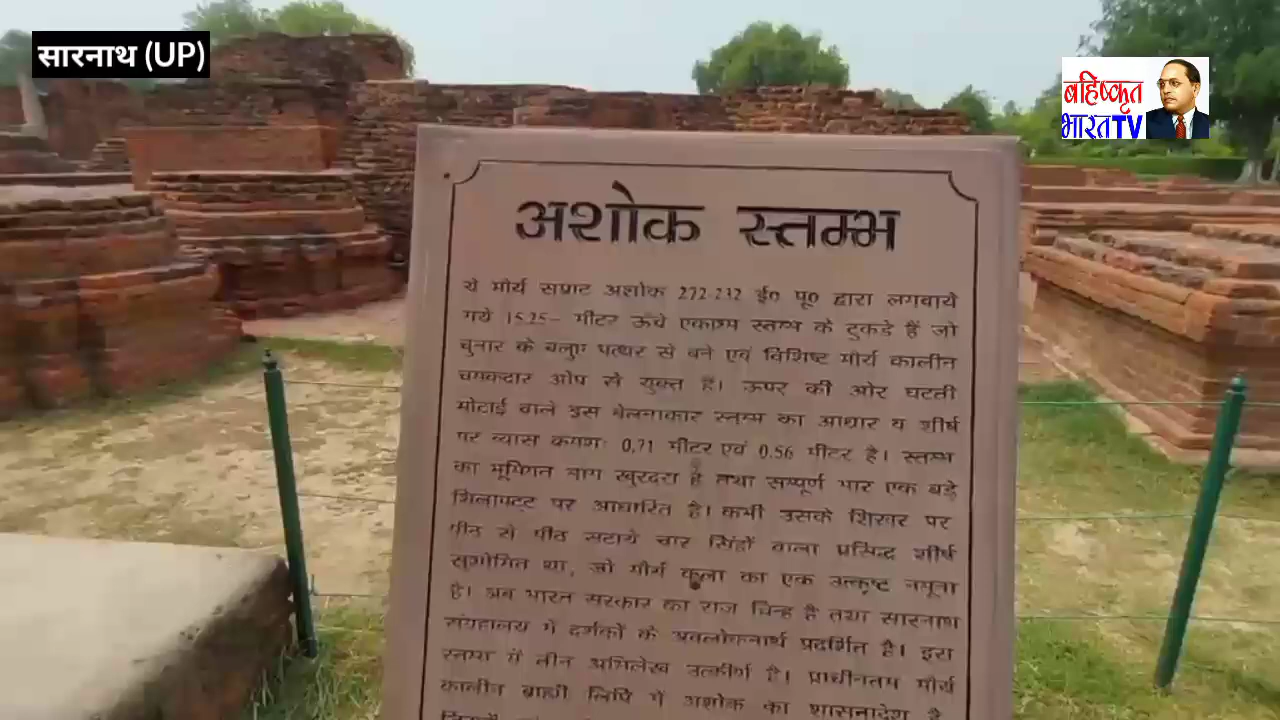 सारनाथ (UP)
बहिष्कृत
भारत TV
अशोक स्तम्भ
ये मौर्य सम्राट अशोक 272-232 ई० पू० द्वारा लगवाये
गये 15.25- मीटर ऊँचे एकाश्म स्तम्भ के टुकडे हैं जो
चुनार के बलुए पत्थर से बने एवं विशिष्ट मौर्य कालीन
चमकदार ओप से युक्त हैं। ऊपर की ओर घटती
मोटाई वाले इस बेलनाकार स्तम्भ का आधार व शीर्ष
पर व्यास क्रमशः 0.71 मीटर एवं 0.56 मीटर है। स्तम्भ
का भूमिगत भाग खुरदरा है तथा सम्पूर्ण भार एक बड़े
शिलापट्ट पर आधारित है। कभी उसके शिखर पर
पीठ से पीठ सटाये चार सिंहों वाला प्रसिद्ध शीर्ष
सुशोभित था, जो मौर्य कला का एक उत्कृष्ट नमूना
है। अब भारत सरकार का राज चिन्ह है तथा सारनाथ
संग्रहालय में दर्शकों के अवलोकनार्थ प्रदर्शित है। इस
स्तम्भ में तीन अभिलेख उत्कीर्ण है। प्राचीनतम मौर्य
कालीन ब्राह्मी लिपि में अशोक का शासनादेश है